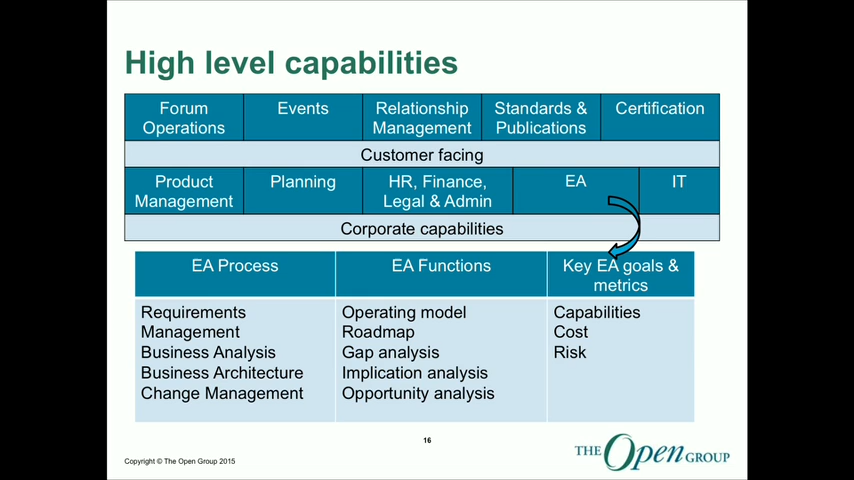 High level capabilities
Forum
Operations
Events
Relationship
Management
Standards &
Publications
Certification
Customer facing
Product
Management
Planning
HR, Finance,
Legal & Admin
EA
IT
Corporate capabilities
EA Process
EA Functions
Key EA goals &
metrics
Requirements
Management
Business Analysis
Business Architecture
Change Management
Operating model
Roadmap
Gap analysis
Implication analysis
Opportunity analysis
Capabilities
Cost
Risk
16
Copyright © The Open Group 2015
THE Open GROUP